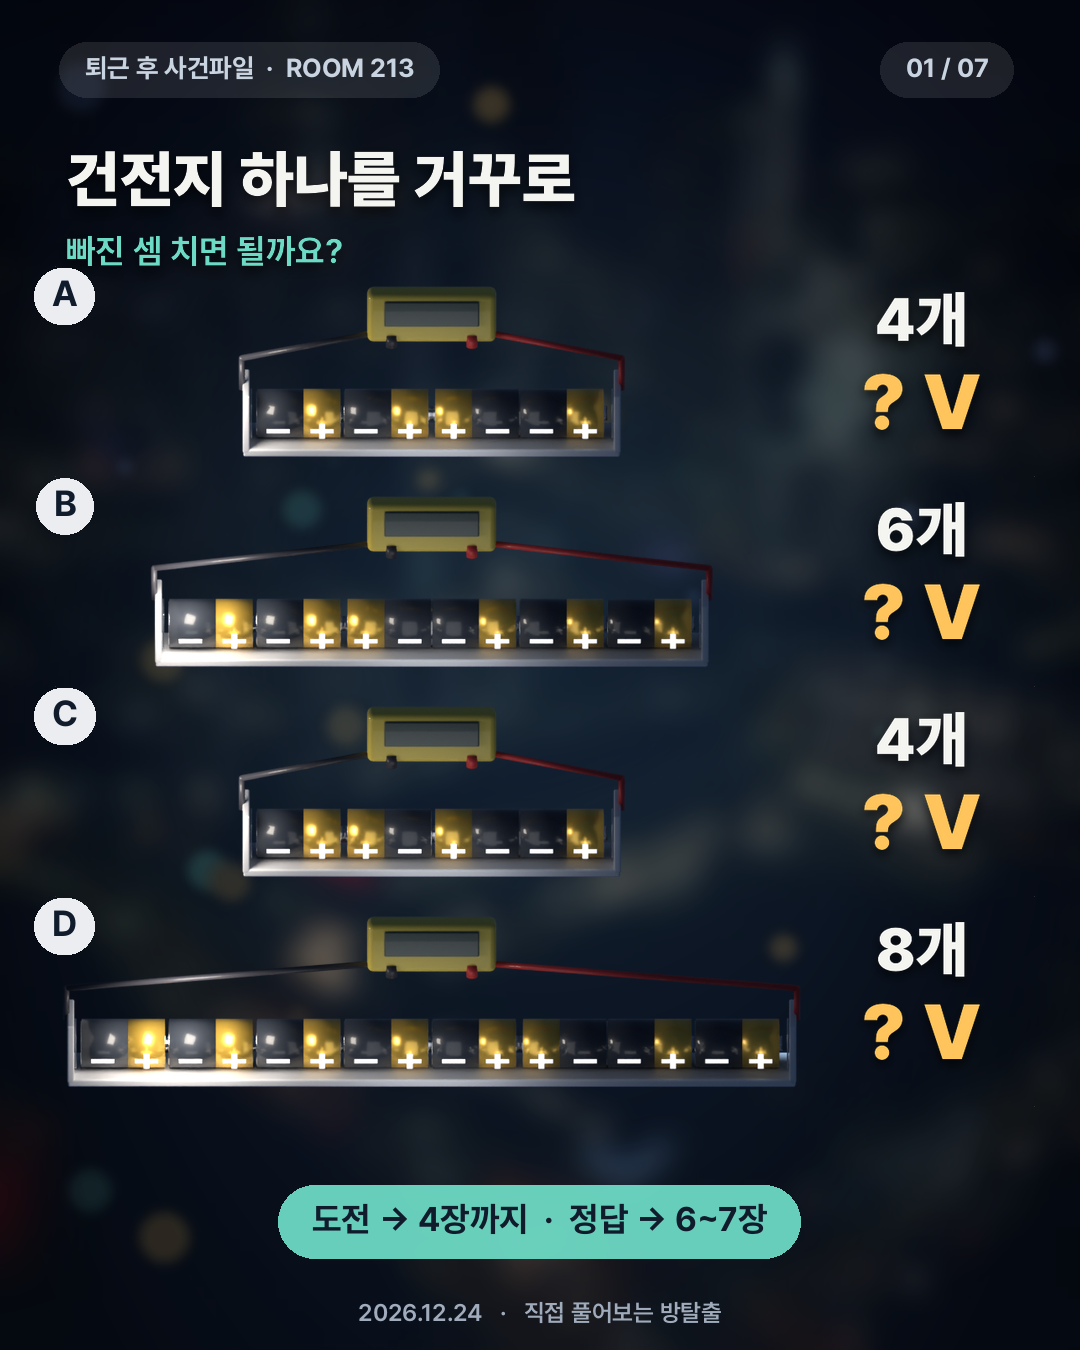 퇴근 후 사건파일 · ROOM 213
01 / 07
건전지 하나를 거꾸로
빠진 셈 치면 될까요?
A
4개
? V
− + − + + − − +
B
6개
? V
− + − + + − − + − + − +
C
4개
? V
− + + − + − − +
D
8개
? V
− + − + − + − + − + + − − + − +
도전 → 4장까지 · 정답 → 6~7장
2026.12.24 · 직접 풀어보는 방탈출